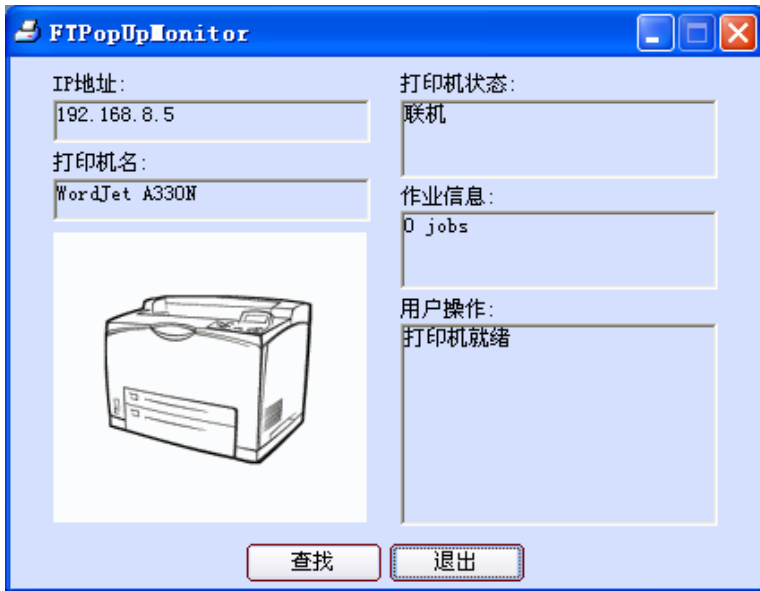 FTPopUpMonitor
IP地址:
192.168.8.5
打印机名:
WordJet A330N
打印机状态:
联机
作业信息:
0 jobs
用户操作:
打印机就绪
查找
退出